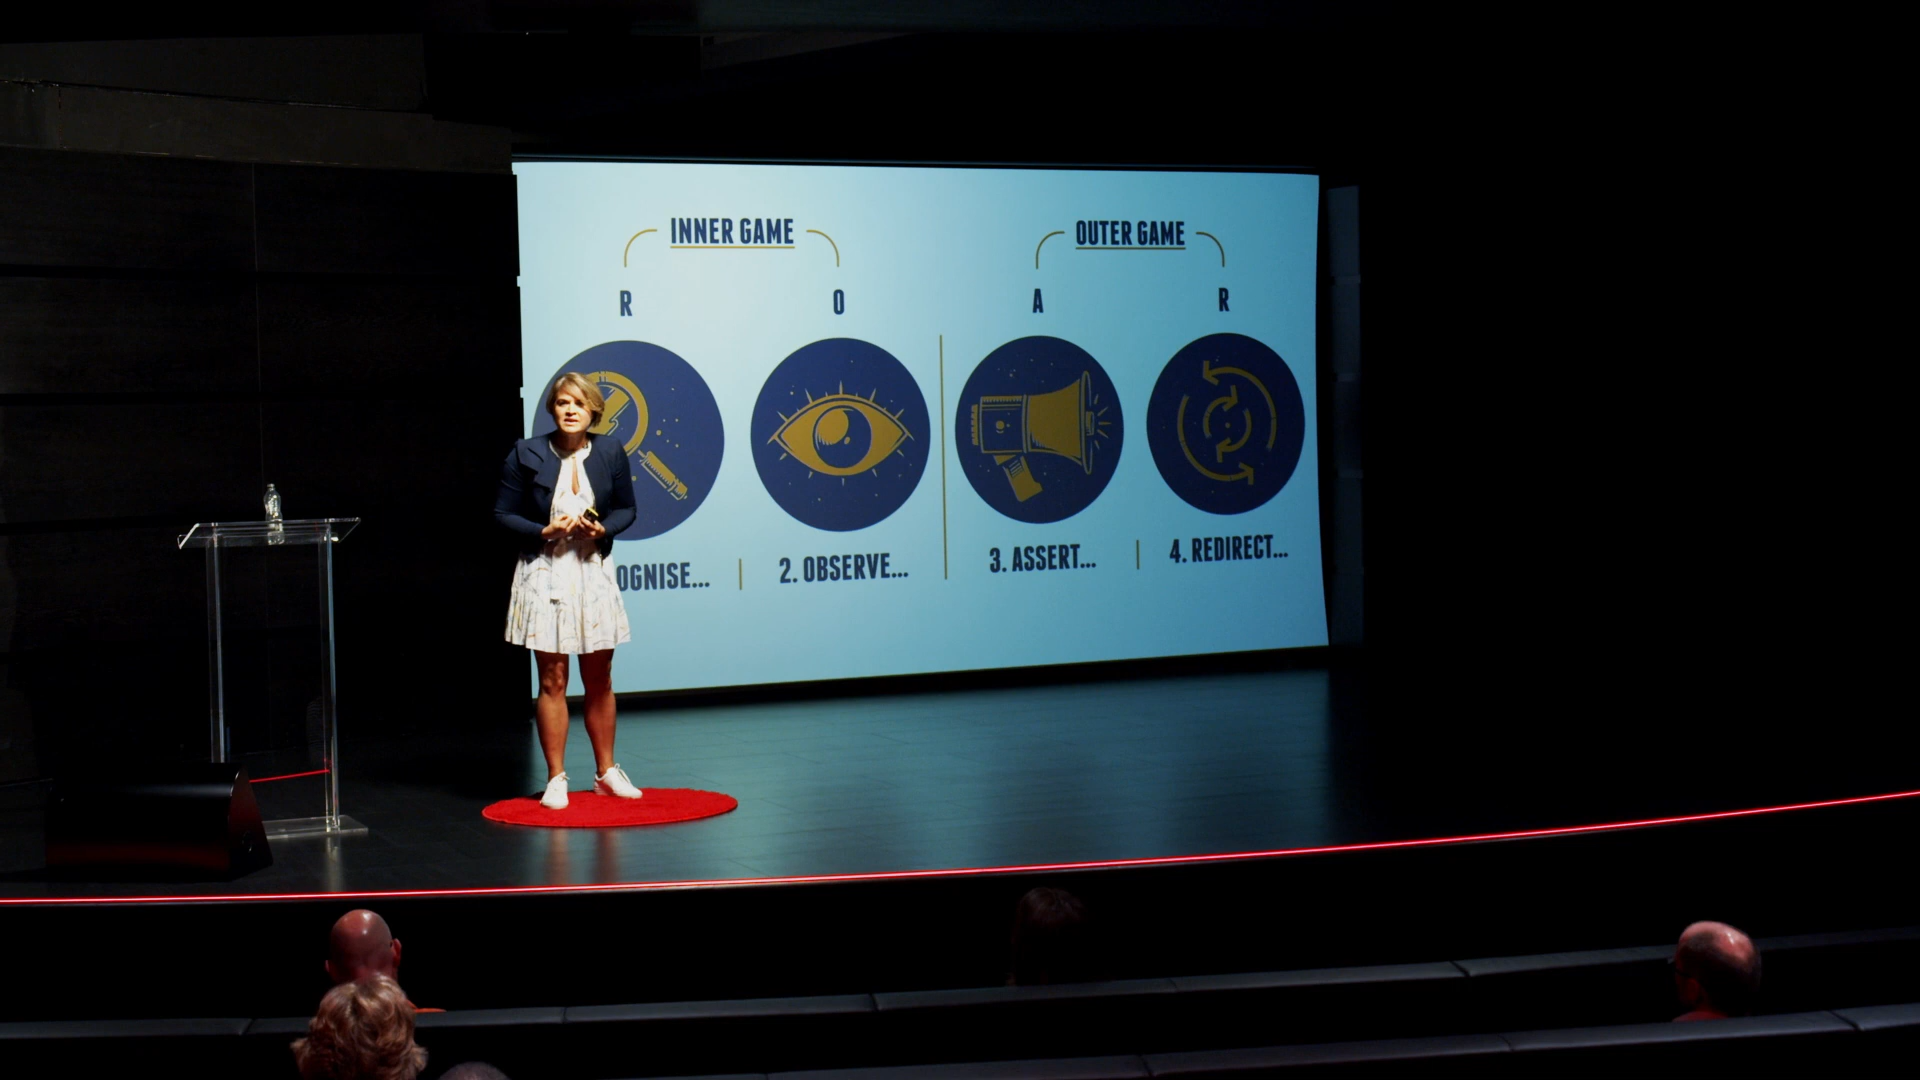 INNER GAME
OUTER GAME
R O A R
OGNISE...
2. OBSERVE...
3. ASSERT...
4. REDIRECT...